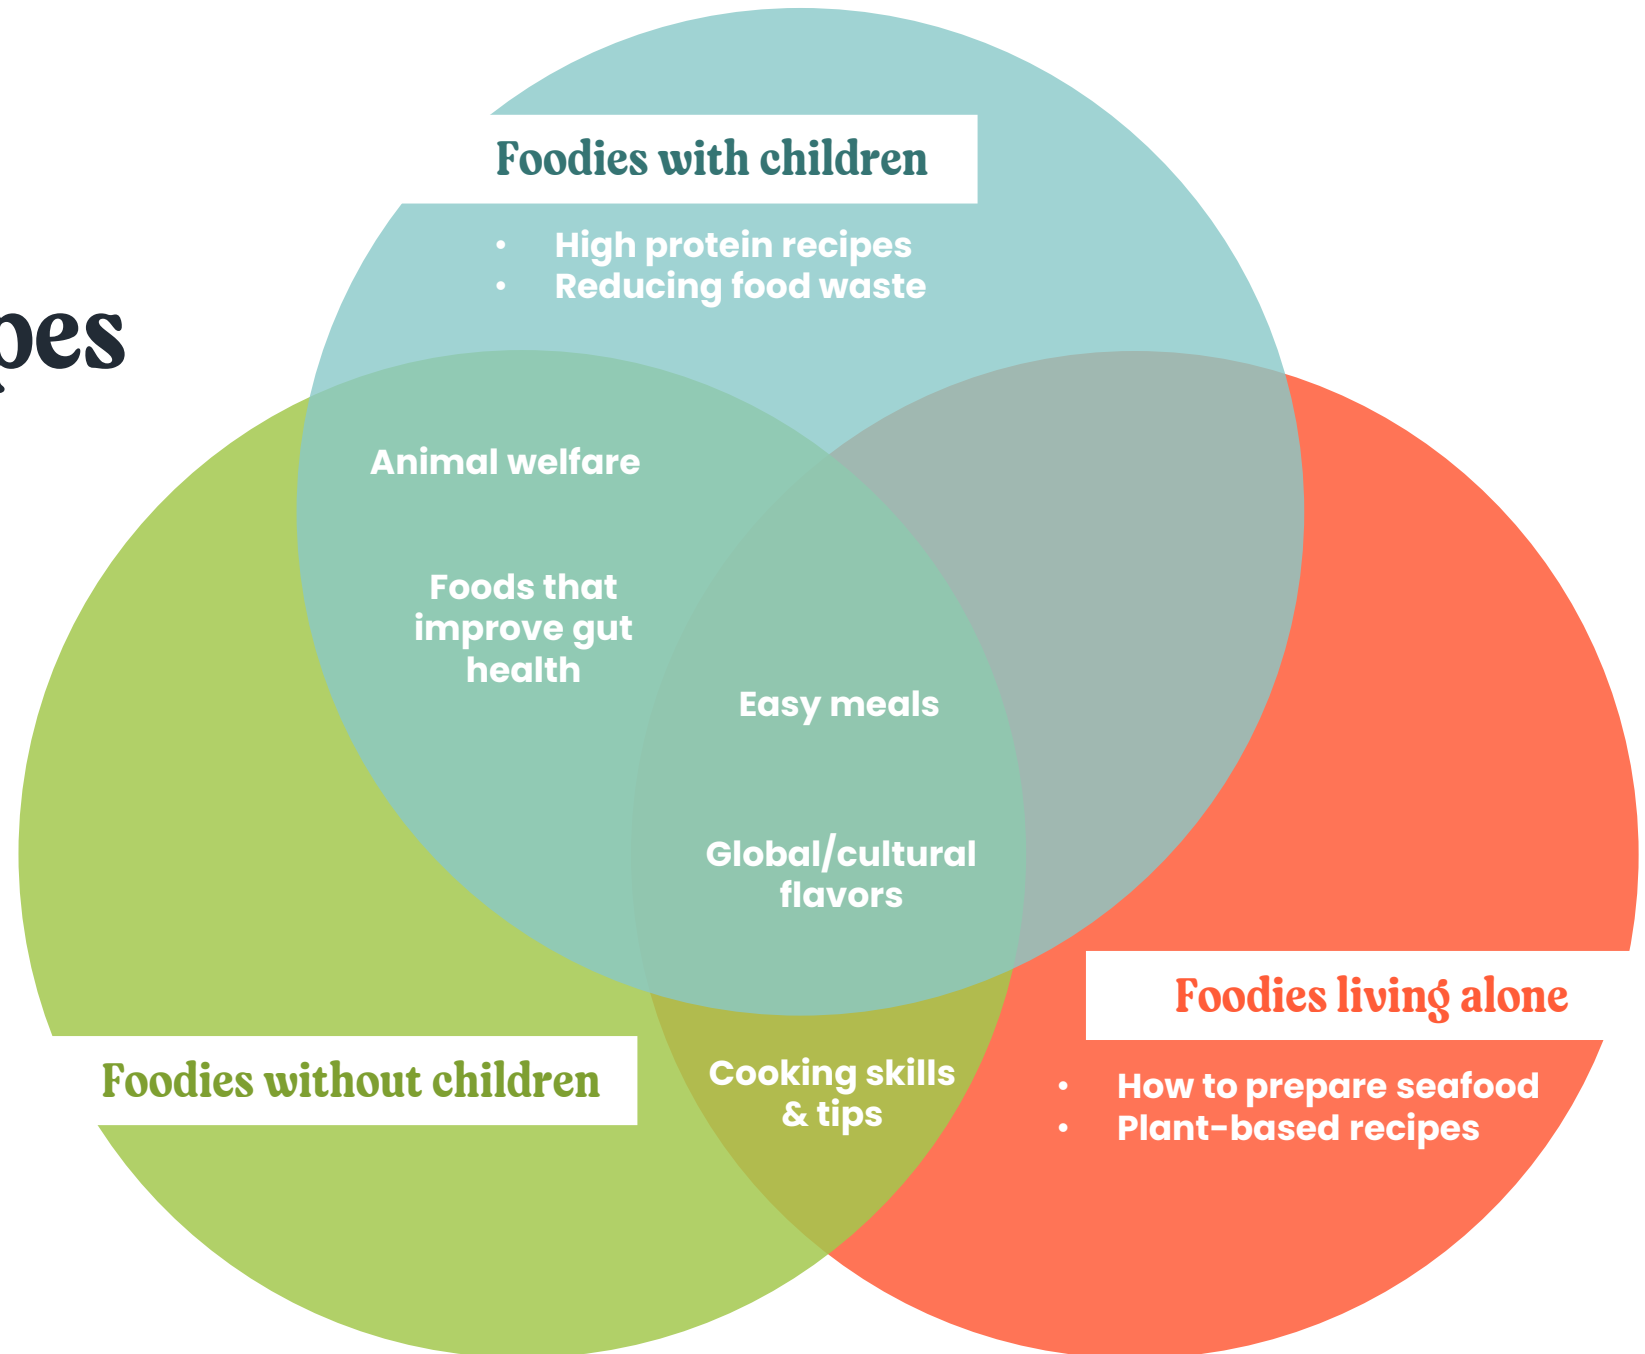 Foodies with children
• High protein recipes
• Reducing food waste
pes
Animal welfare
Foods that
improve gut
health
Easy meals
Global/cultural
flavors
Foodies living alone
• How to prepare seafood
• Plant-based recipes
Foodies without children
Cooking skills
& tips